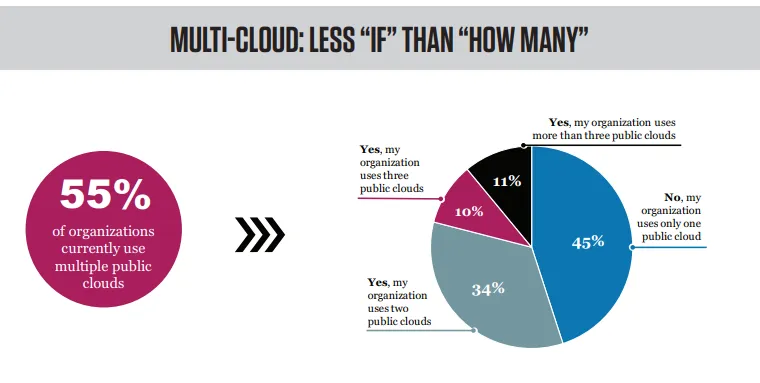 MULTI-CLOUD: LESS “IF” THAN “HOW MANY”
55%
of organizations
currently use
multiple public
clouds
Yes, my organization uses
more than three public clouds
11%
Yes, my
organization
uses three
public clouds
10%
No, my
organization
uses only one
public cloud
45%
Yes, my
organization
uses two
public clouds
34%